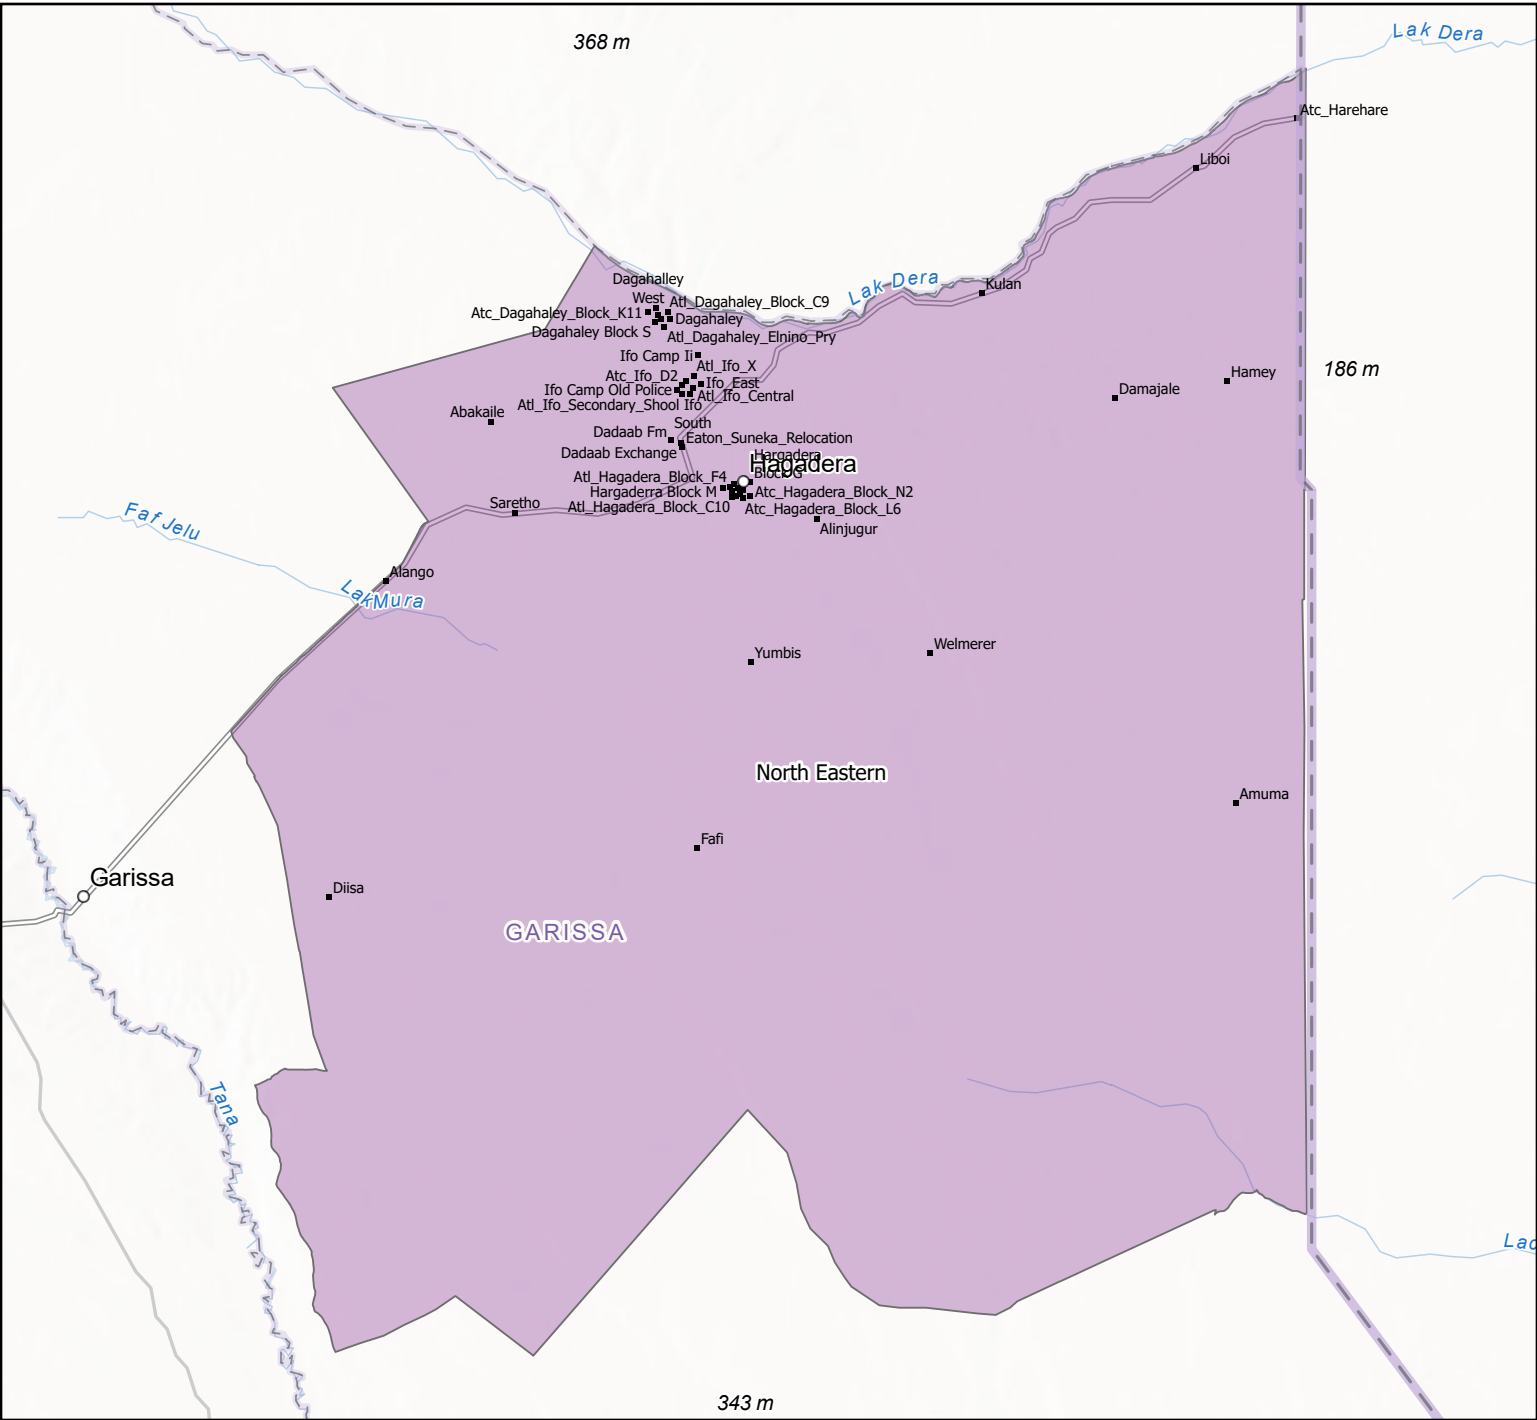 Lak Dera
368 m
Atc_Harehare
Liboi
Dagahalley
West
Lak Dera
Kulan
Atl_Dagahaley_Block_C9
Atc_Dagahaley_Block_K11
Dagahaley
Dagahaley Block S
Atl_Dagahaley_Elnino_Pry
Ifo Camp Ii
Atl_Ifo_X
186 m
Hamey
Atc_Ifo_D2
Ifo_East
Damajale
Ifo Camp Old Police
Atl_Ifo_Central
Atl_Ifo_Secondary_Shool Ifo
South
Abakaile
Dadaab Fm
Eaton_Suneka_Relocation
Dadaab Exchange
Hargadera
Block G
Hagadera
Atl_Hagadera_Block_F4
Hargaderra Block M
Atc_Hagadera_Block_N2
Atl_Hagadera_Block_C10
Atc_Hagadera_Block_L6
Saretho
Alinjugur
Faf Jelu
Alango
Lak Mura
Welmerer
Yumbis
North Eastern
Amuma
Fafi
Garissa
Diisa
GARISSA
Tana
Lac
343 m